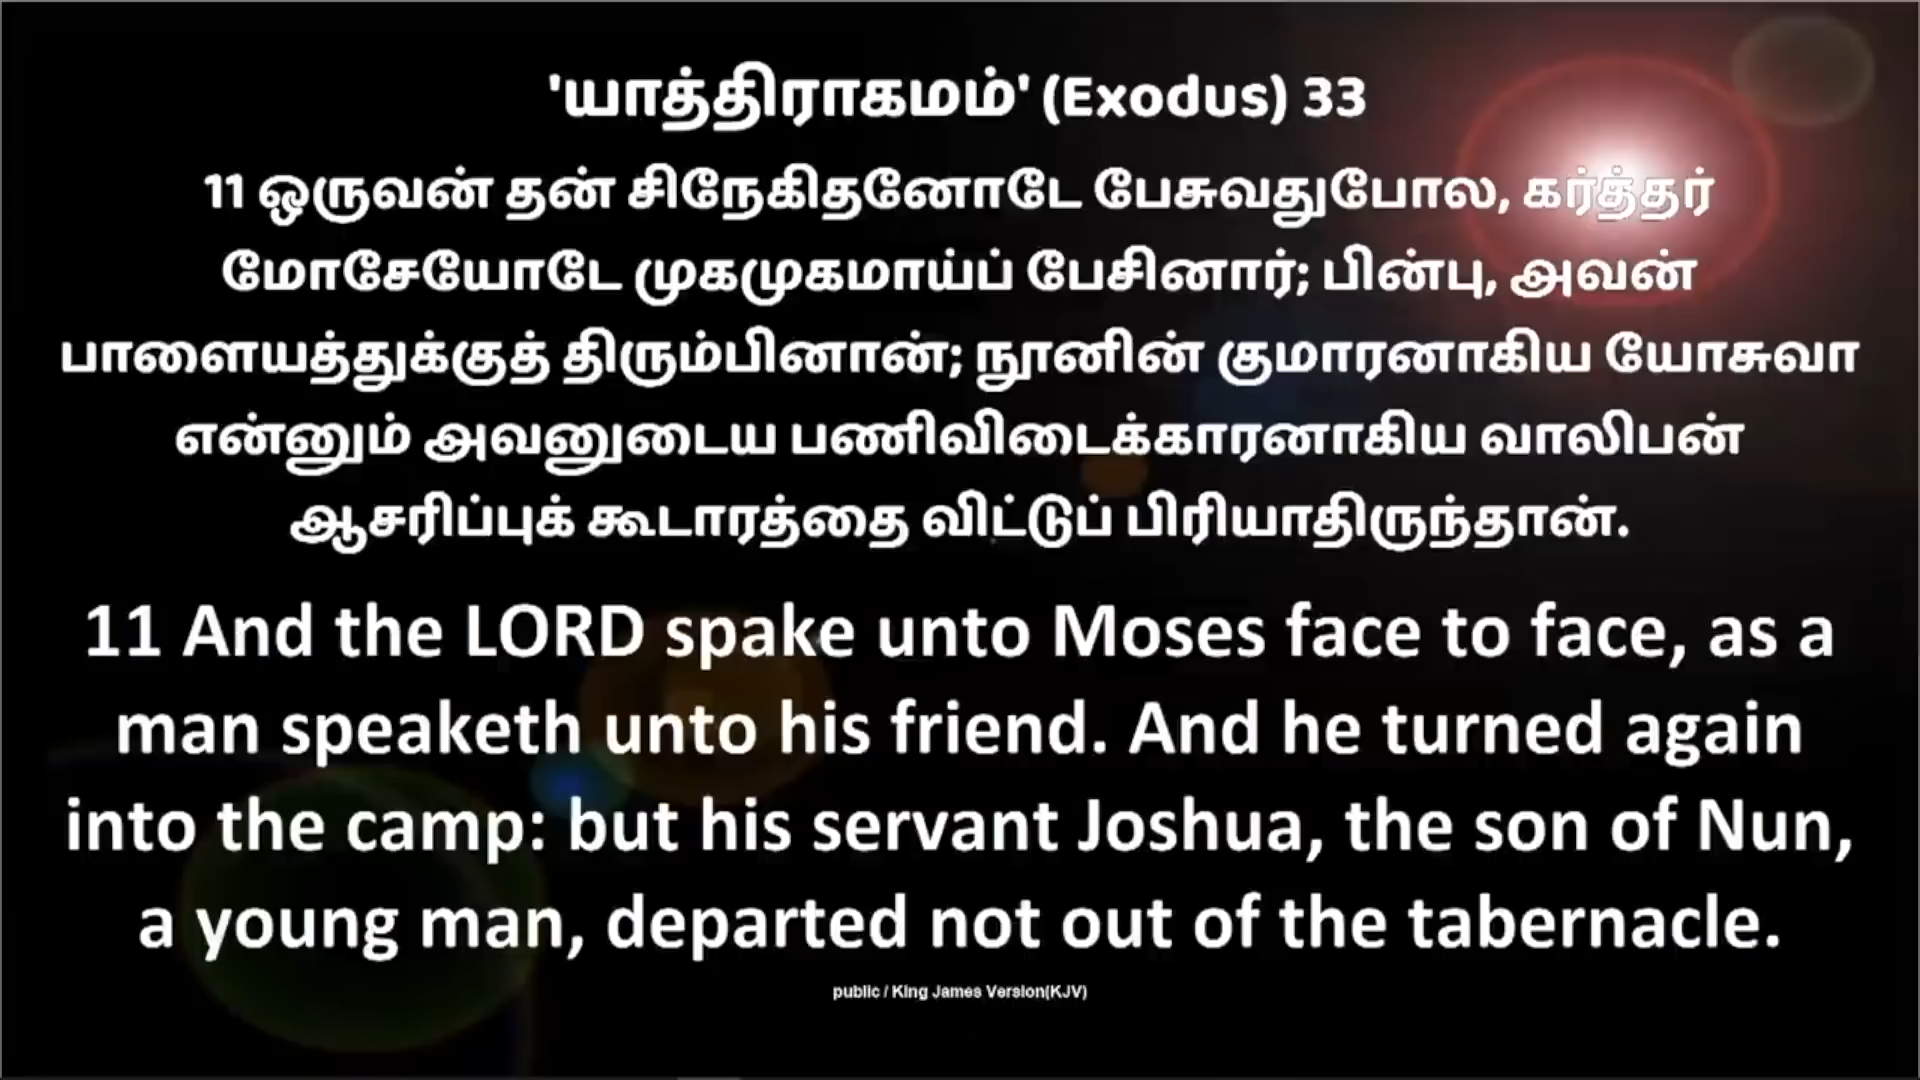 'யாத்திராகமம்' (Exodus) 33
11 ஒருவன் தன் சிநேகிதனோடே பேசுவதுபோல, கர்த்தர்
மோசேயோடே முகமுகமாய்ப் பேசினார்; பின்பு, அவன்
பாளையத்துக்குத் திரும்பினான்; நூனின் குமாரனாகிய யோசுவா
என்னும் அவனுடைய பணிவிடைக்காரனாகிய வாலிபன்
ஆசரிப்புக் கூடாரத்தை விட்டுப் பிரியாதிருந்தான்.
11 And the LORD spake unto Moses face to face, as a
man speaketh unto his friend. And he turned again
into the camp: but his servant Joshua, the son of Nun,
a young man, departed not out of the tabernacle.
public / King James Version(KJV)